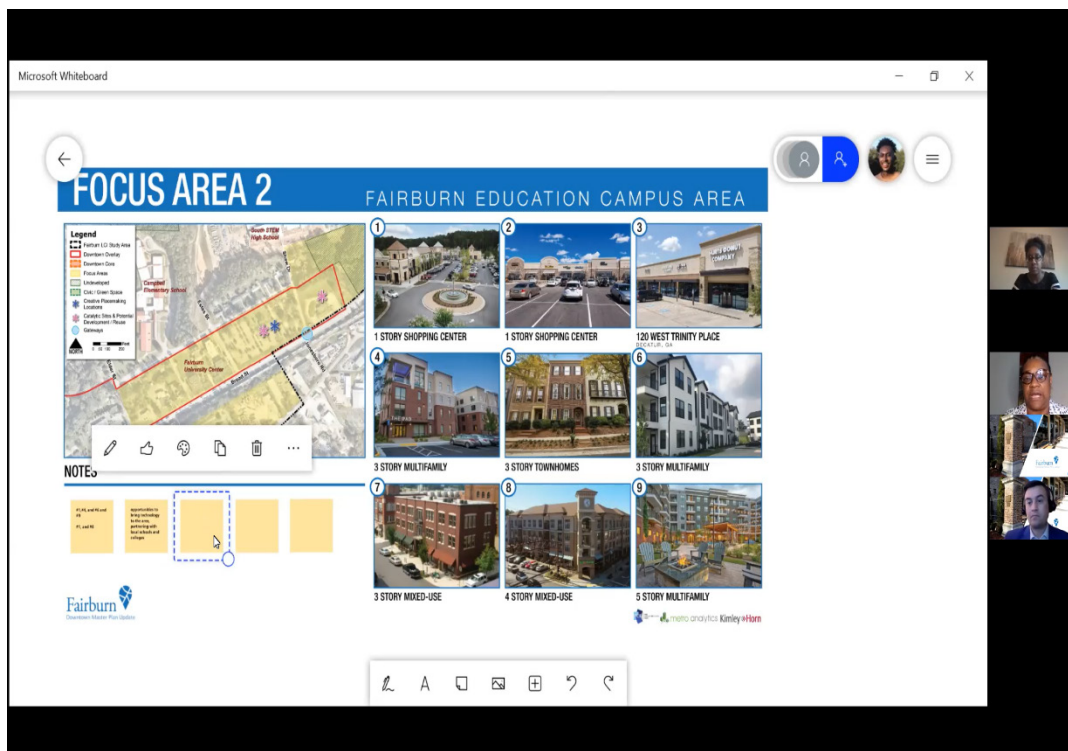 Microsoft Whiteboard
FOCUS AREA 2
FAIRBURN EDUCATION CAMPUS AREA
Legend
Fairburn LCI Study Area
Downtown Overlay
Downtown Core
Focus Areas
Undeveloped
Civic / Green Space
Creative Placemaking
Locations
Catalytic Sites & Potential
Development / Reuse
Gateways
NORTH
Feet
South STEM
High School
Campbell
Elementary School
Fairburn
University Center
Broad St
1
1 STORY SHOPPING CENTER
2
1 STORY SHOPPING CENTER
3
120 WEST TRINITY PLACE
DECATUR, GA
4
3 STORY MULTIFAMILY
5
3 STORY TOWNHOMES
6
3 STORY MULTIFAMILY
7
3 STORY MIXED-USE
8
4 STORY MIXED-USE
9
5 STORY MULTIFAMILY
NOTES
opportunities to
bring technology
to the area,
partnering with
local schools and
colleges
Fairburn
Downtown Master Plan Update
metro analytics
Kimley»Horn